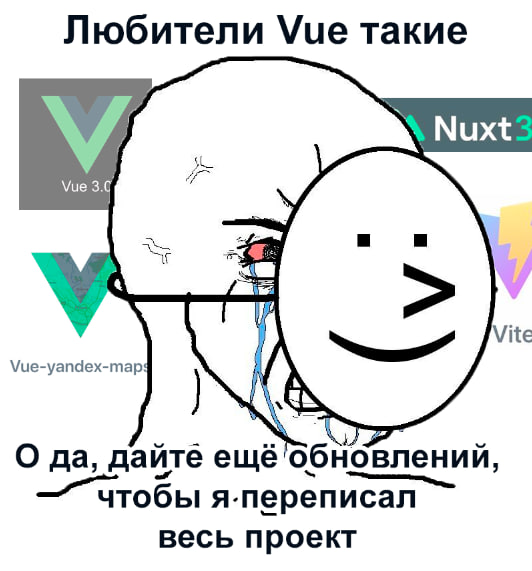 Любители Vue такие
Nuxt3
Vue 3.0
Vite
Vue-yandex-maps
О да, дайте ещё обновлений,
чтобы я переписал
весь проект